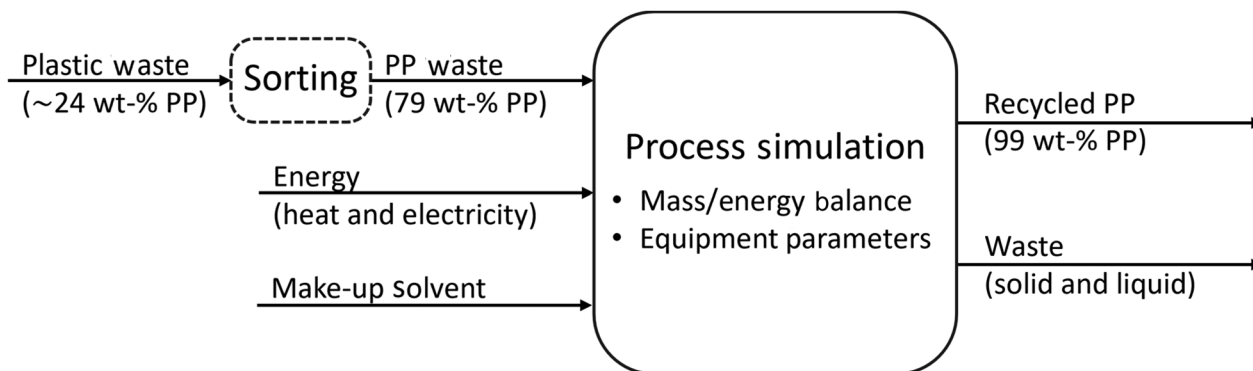 Plastic waste
(~24 wt-% PP)
Sorting
PP waste
(79 wt-% PP)
Energy
(heat and electricity)
Make-up solvent
Process simulation
• Mass/energy balance
• Equipment parameters
Recycled PP
(99 wt-% PP)
Waste
(solid and liquid)